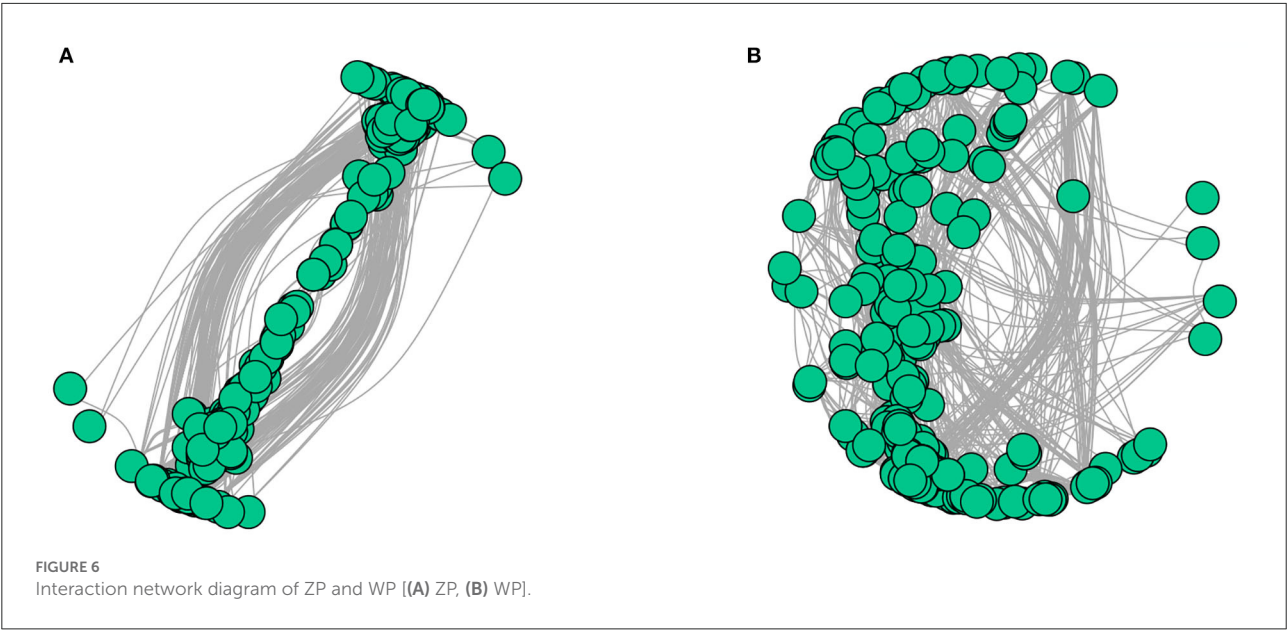 A
B
FIGURE 6
Interaction network diagram of ZP and WP [(A) ZP, (B) WP].